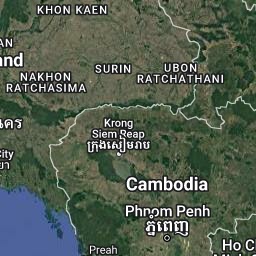 KHON KAEN
SURIN
UBON
RATCHATHANI
NAKHON
RATCHASIMA
Krong
Siem Reap
ក្រុងសៀមរាប
Cambodia
Phnom Penh
ភ្នំពេញ
Preah
Ho C